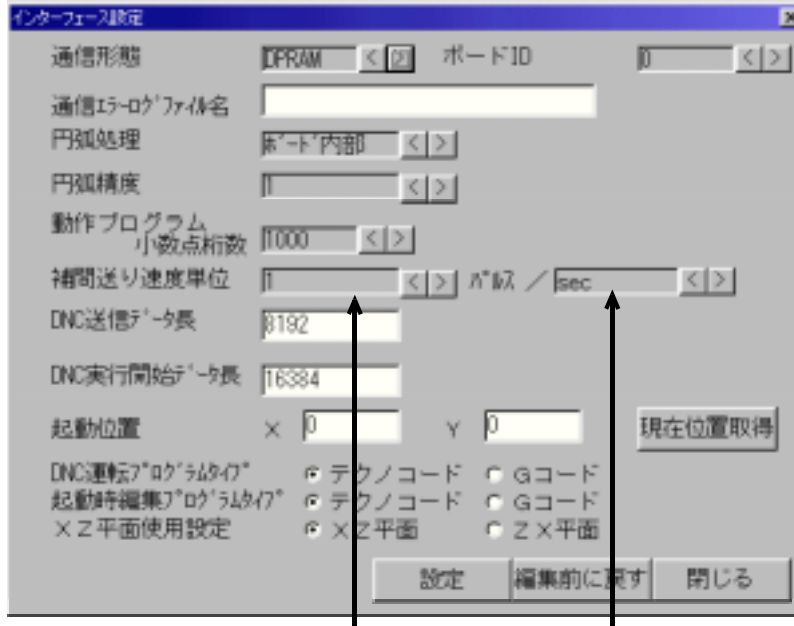 インターフェース設定
通信形態 DPRAM < > ボードID 0 < >
通信ｴﾗｰﾛｸﾞﾌｧｲﾙ名
円弧処理 ﾎﾞｰﾄﾞ内部 < >
円弧精度 1 < >
動作プログラム
小数点桁数 1000 < >
補間送り速度単位 1 < > ﾊﾟﾙｽ ／ sec < >
DNC送信ﾃﾞｰﾀ長 8192
DNC実行開始ﾃﾞｰﾀ長 16384
起動位置 X 0 Y 0 現在位置取得
DNC運転ﾌﾟﾛｸﾞﾗﾑﾀｲﾌﾟ テクノコード Gコード
起動時編集ﾌﾟﾛｸﾞﾗﾑﾀｲﾌﾟ テクノコード Gコード
XZ平面使用設定 XZ平面 ZX平面
設定 編集前に戻す 閉じる